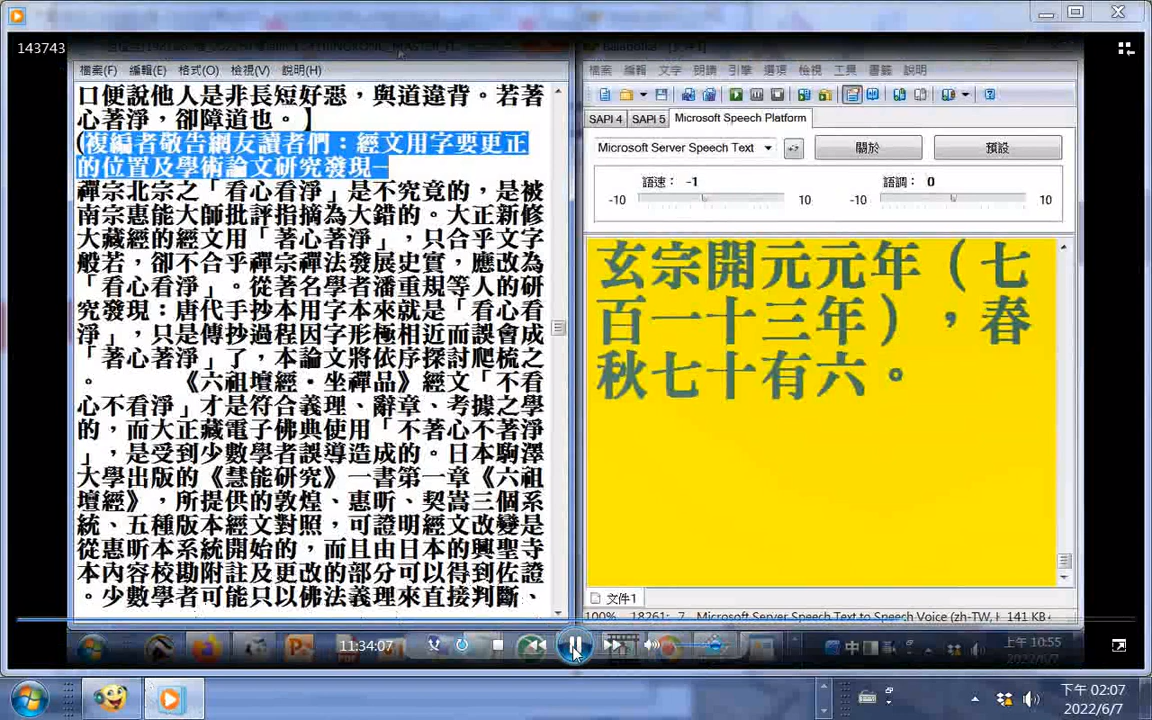 143743
檔案(F) 編輯(E) 格式(O) 檢視(V) 說明(H)
口便說他人是非長短好惡，與道違背。若著
心著淨，卻障道也。】
(複編者敬告網友讀者們：經文用字要更正
的位置及學術論文研究發現—
禪宗北宗之「看心看淨」是不究竟的，是被
南宗惠能大師批評指摘為大錯的。大正新修
大藏經的經文用「著心著淨」，只合乎文字
般若，卻不合乎禪宗禪法發展史實，應改為
「看心看淨」。從著名學者潘重規等人的研
究發現：唐代手抄本用字本來就是「看心看
淨」，只是傳抄過程因字形極相近而誤會成
「著心著淨」了，本論文將依序探討爬梳之
。　　　《六祖壇經・坐禪品》經文「不看
心不看淨」才是符合義理、辭章、考據之學
的，而大正藏電子佛典使用「不著心不著淨
」，是受到少數學者誤導造成的。日本駒澤
大學出版的《慧能研究》一書第一章《六祖
壇經》，所提供的敦煌、惠昕、契嵩三個系
統、五種版本經文對照，可證明經文改變是
從惠昕本系統開始的，而且由日本的興聖寺
本內容校勘附註及更改的部分可以得到佐證
。少數學者可能只以佛法義理來直接判斷、
檔案 編輯 文字 朗讀 引擎 選項 檢視 工具 書籤 說明
SAPI 4 SAPI 5 Microsoft Speech Platform
Microsoft Server Speech Text 關於 預設
語速： -1 語調： 0
-10 10 -10 10
玄宗開元元年（七
百一十三年），春
秋七十有六。
文件1
100% 18261: 7 Microsoft Server Speech Text to Speech Voice (zh-TW, H 141 KB
11:34:07
中
上午 10:55
2022/6/7
下午 02:07
2022/6/7